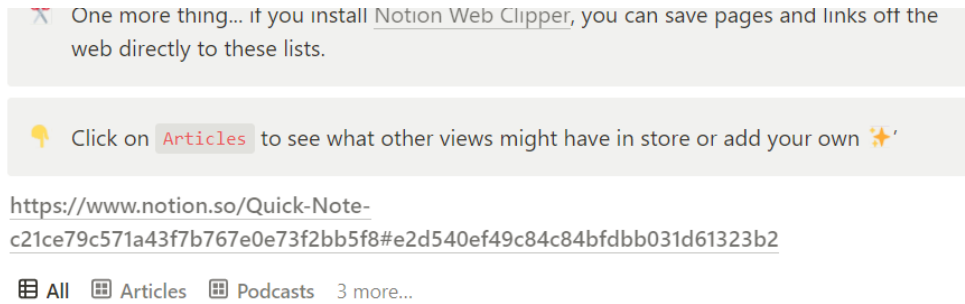 One more thing... if you install Notion Web Clipper, you can save pages and links off the
web directly to these lists.
Click on Articles to see what other views might have in store or add your own ✨’
https://www.notion.so/Quick-Note-
c21ce79c571a43f7b767e0e73f2bb5f8#e2d540ef49c84c84bfdbb031d61323b2
All Articles Podcasts 3 more...